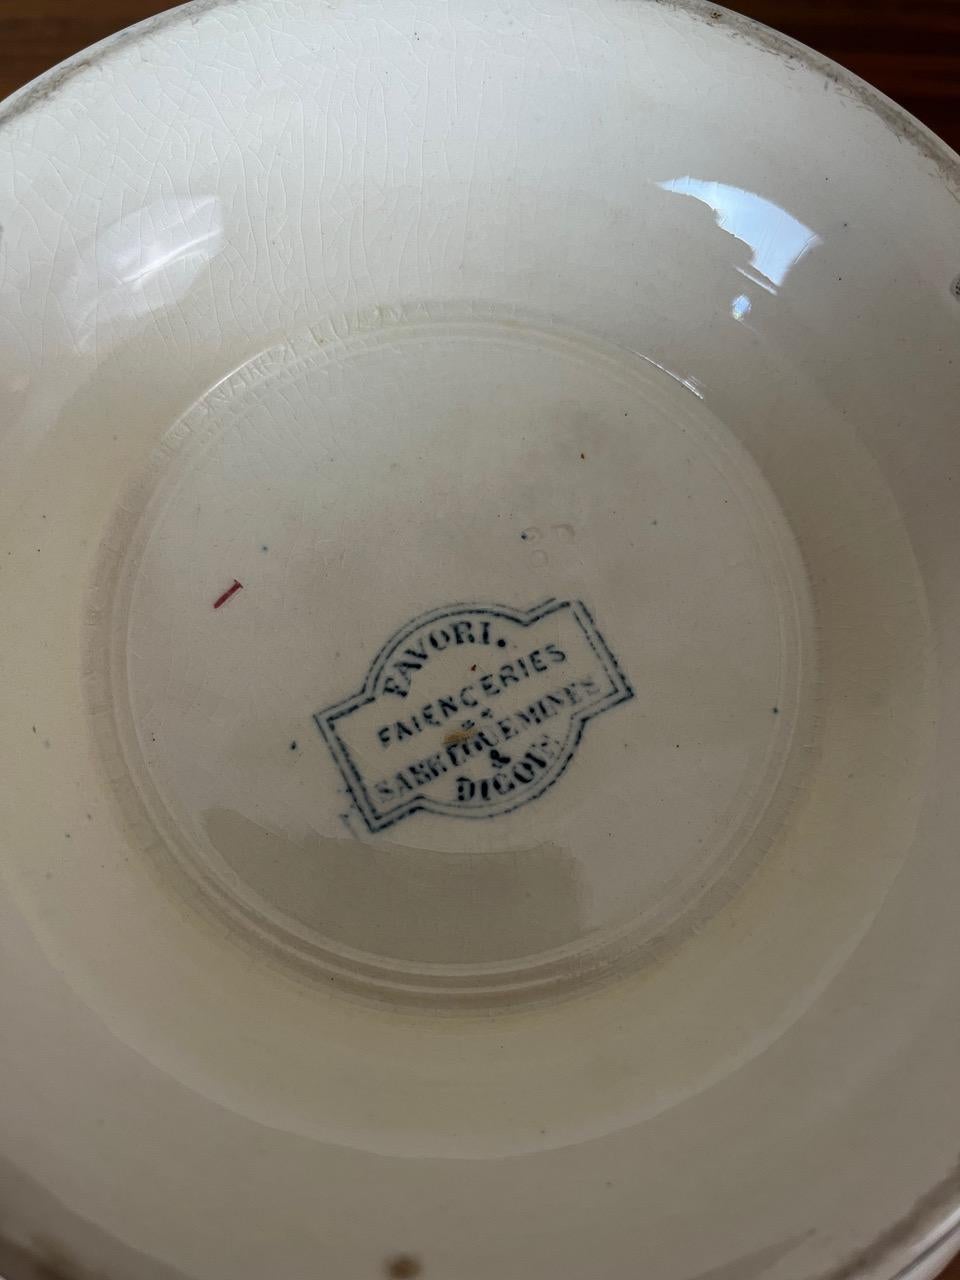 FAVORI.
FAIENCERIES
DE
SARREGUEMINES
&
DIGOIN